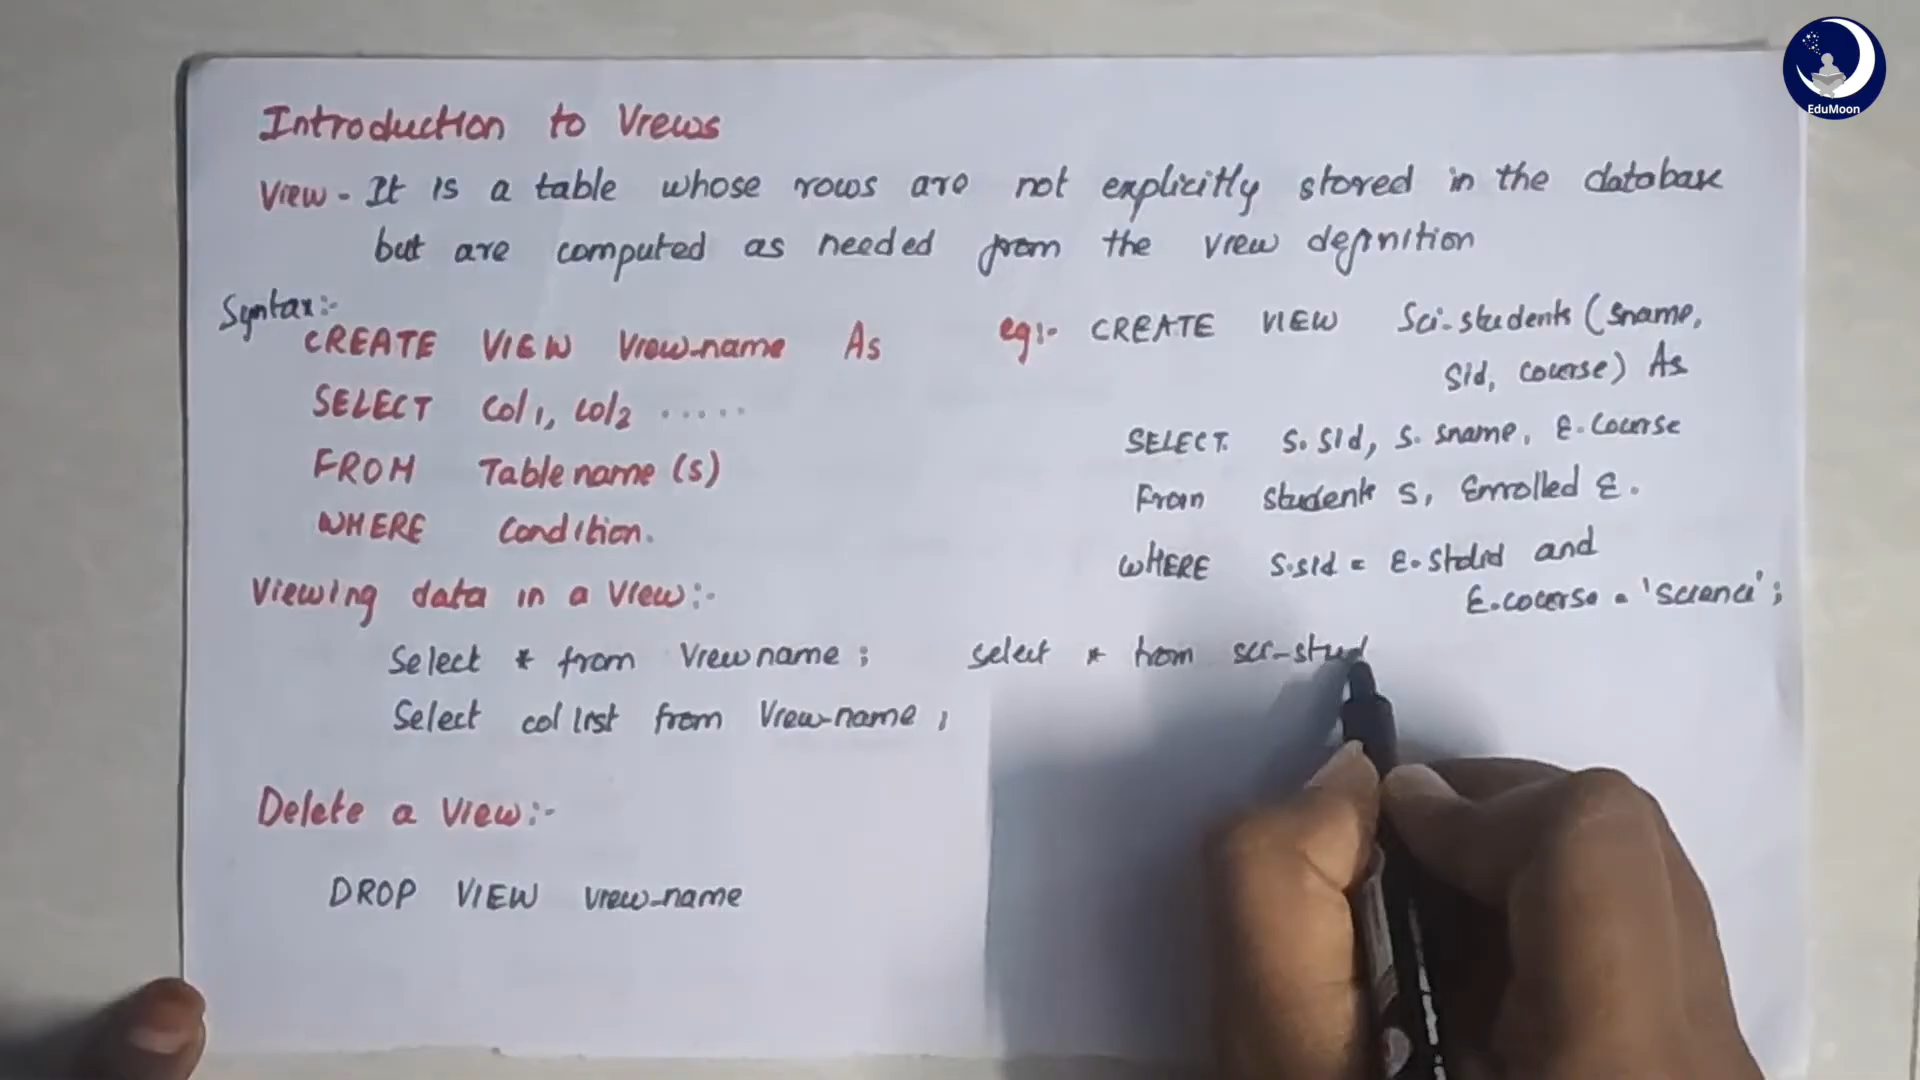 Introduction to Views
View - It is a table whose rows are not explicitly stored in the database
but are computed as needed from the view definition
Syntax:-
CREATE VIEW View-name As
SELECT Col1, Col2 .....
FROM Table name (s)
WHERE Condition.
eg:- CREATE VIEW Sci-students (Sname,
Sid, course) As
SELECT. S.Sid, S.sname, E.Course
From students S, Enrolled E.
WHERE S.sid = E.Stdid and
E.course = 'Science';
Viewing data in a View:-
Select * from Viewname;
Select col list from View-name;
select * from sci-stud
Delete a View:-
DROP VIEW view-name
EduMoon